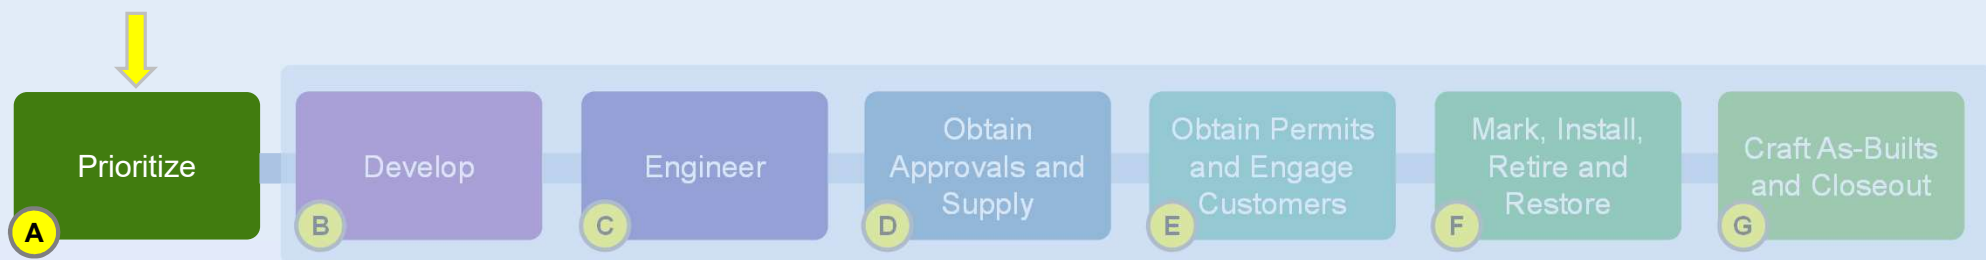 Prioritize
A
Develop
B
Engineer
C
Obtain
Approvals and
Supply
D
Obtain Permits
and Engage
Customers
E
Mark, Install,
Retire and
Restore
F
Craft As-Builts
and Closeout
G